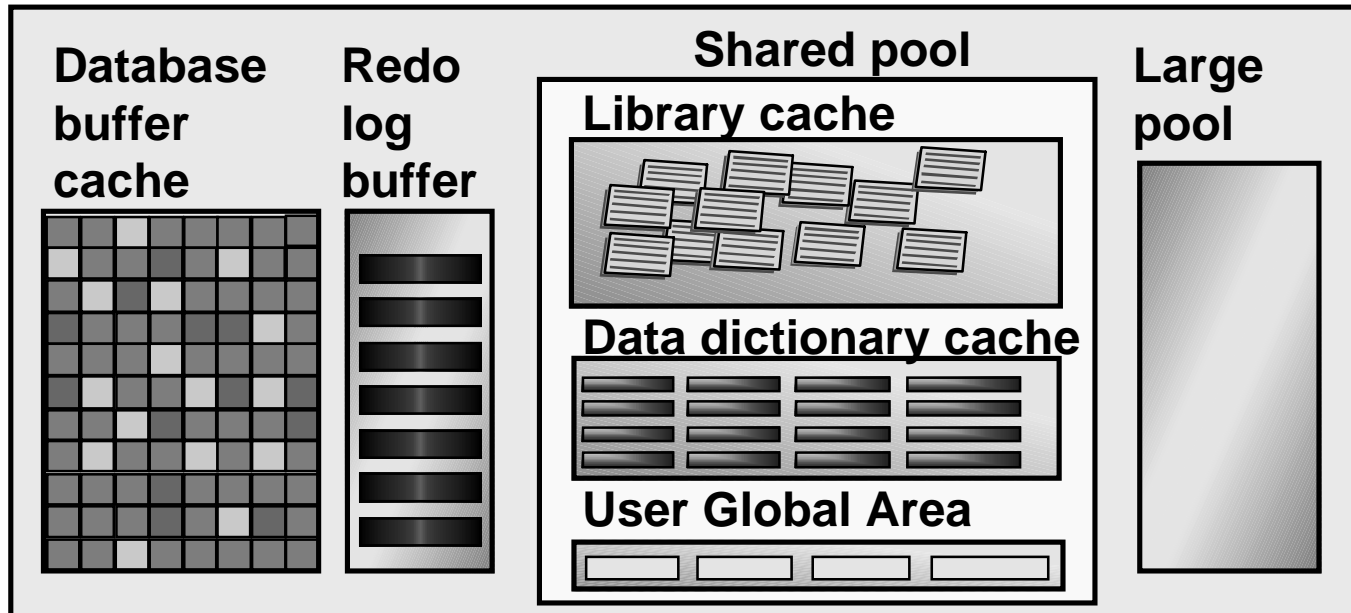 Database
buffer
cache
Redo
log
buffer
Shared pool
Library cache
Data dictionary cache
User Global Area
Large
pool